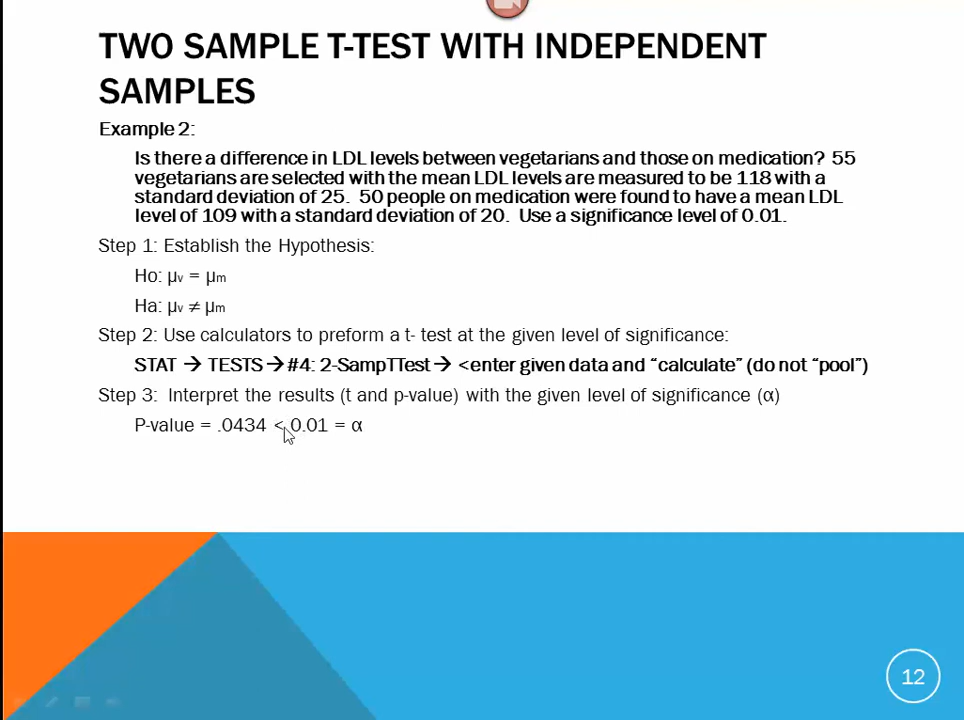 TWO SAMPLE T-TEST WITH INDEPENDENT
SAMPLES
Example 2:
Is there a difference in LDL levels between vegetarians and those on medication? 55
vegetarians are selected with the mean LDL levels are measured to be 118 with a
standard deviation of 25. 50 people on medication were found to have a mean LDL
level of 109 with a standard deviation of 20. Use a significance level of 0.01.
Step 1: Establish the Hypothesis:
Ho: μv = μm
Ha: μv ≠ μm
Step 2: Use calculators to preform a t- test at the given level of significance:
STAT → TESTS → #4: 2-SampTTest → <enter given data and “calculate” (do not “pool”)
Step 3: Interpret the results (t and p-value) with the given level of significance (α)
P-value = .0434 < 0.01 = α
12